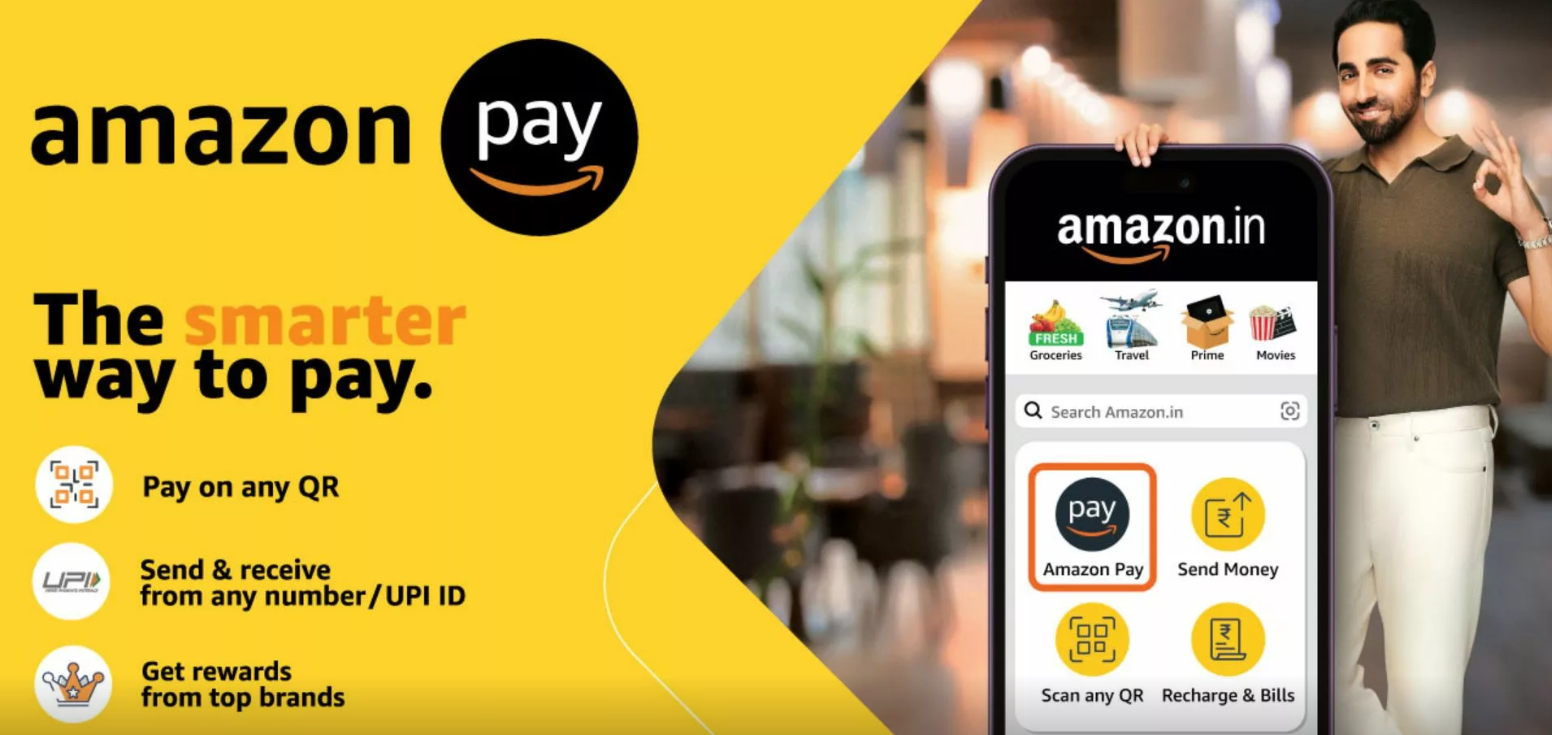 amazon pay
The smarter
way to pay.
Pay on any QR
UPI
Send & receive
from any number/UPI ID
Get rewards
from top brands
amazon.in
FRESH
Groceries
Travel
Prime
Movies
Search Amazon.in
pay
Amazon Pay
Send Money
Scan any QR
Recharge & Bills